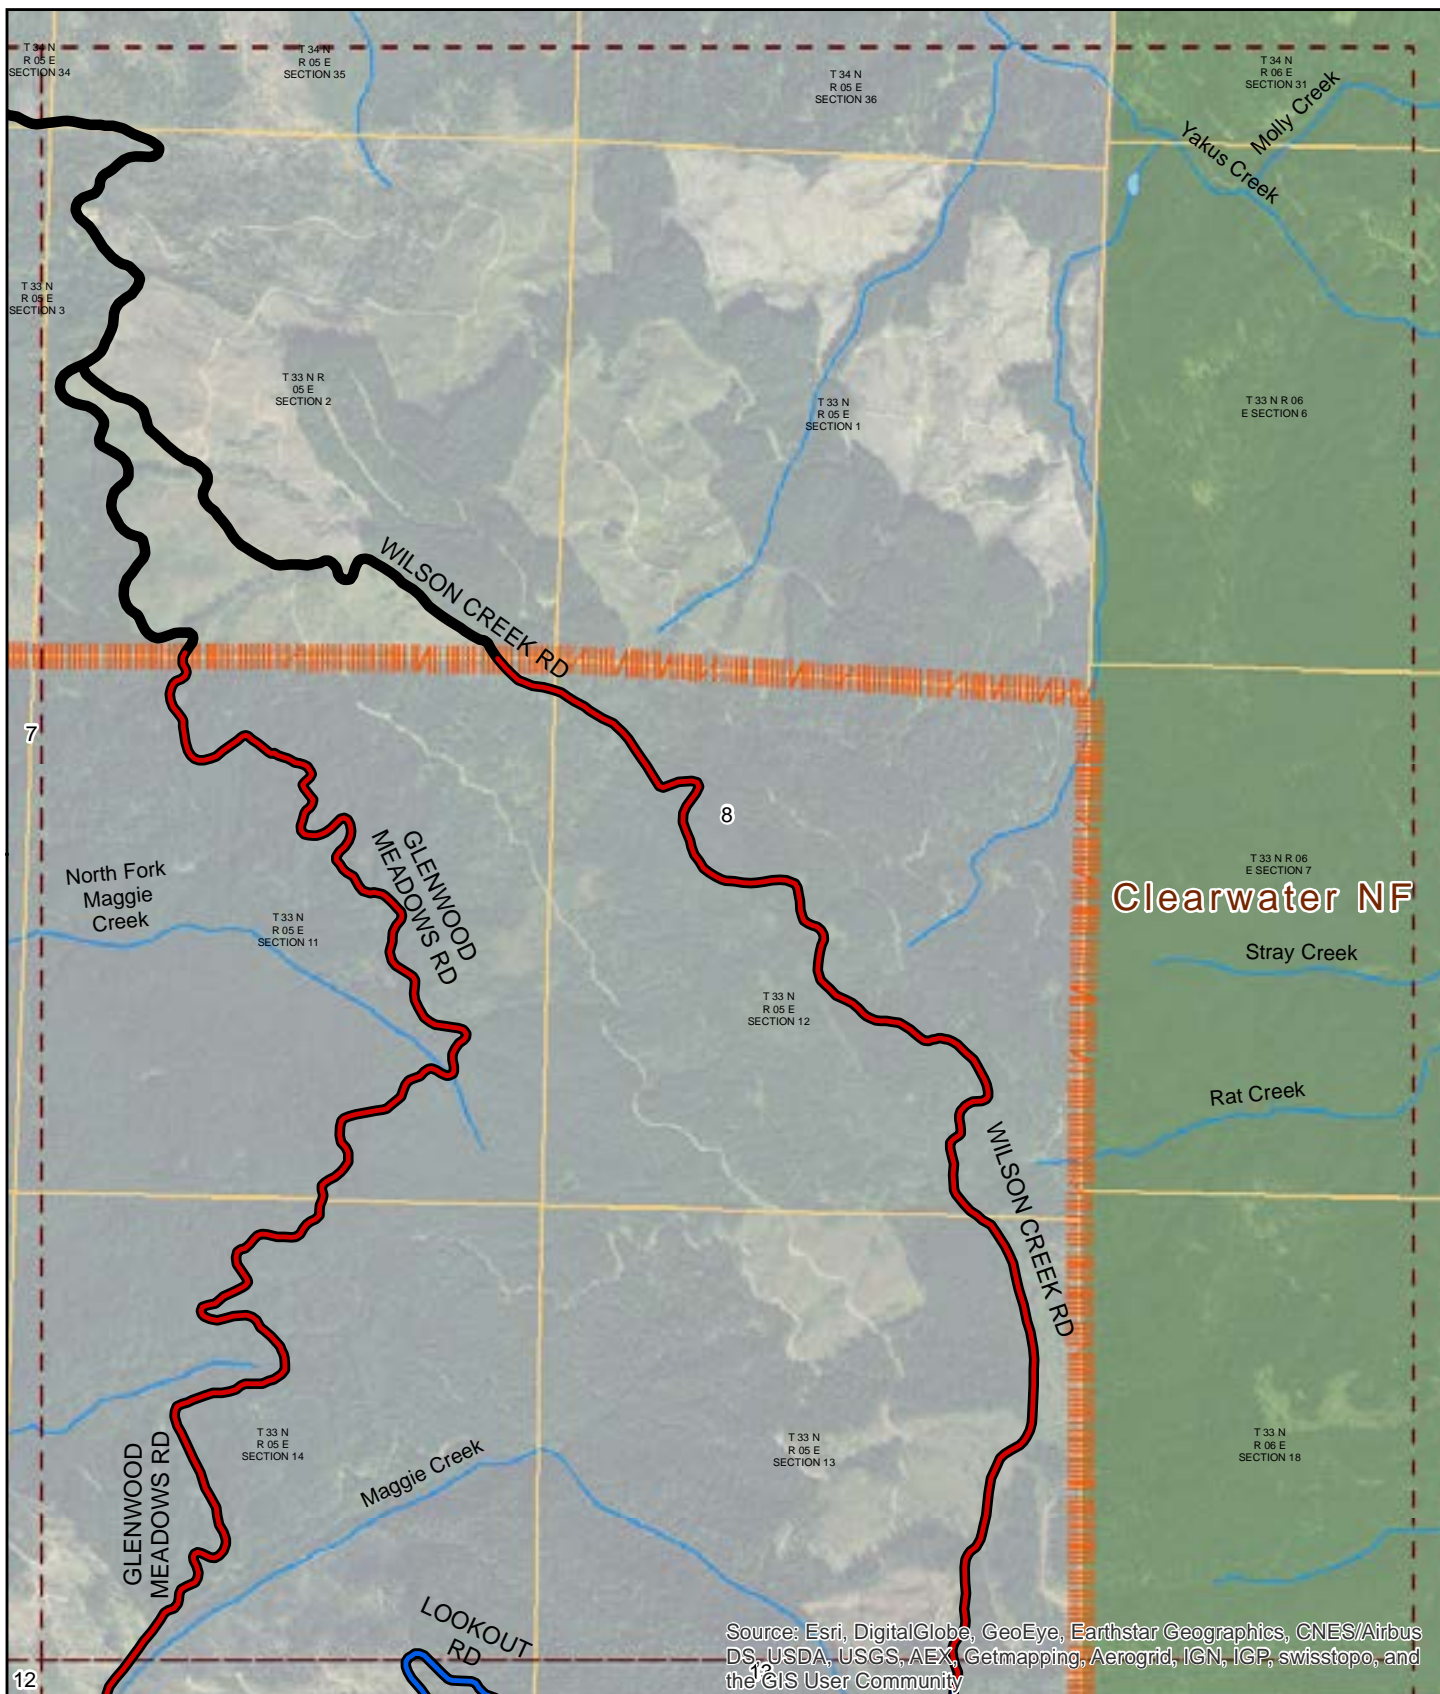 T 34 N
R 05 E
SECTION 34
T 34 N
R 05 E
SECTION 35
T 34 N
R 05 E
SECTION 36
T 34 N
R 06 E
SECTION 31
Molly Creek
Yakus Creek
T 33 N
R 05 E
SECTION 3
T 33 N R
05 E
SECTION 2
T 33 N
R 05 E
SECTION 1
T 33 N R 06
E SECTION 6
WILSON CREEK RD
7
8
GLENWOOD
MEADOWS RD
North Fork
Maggie
Creek
T 33 N
R 05 E
SECTION 11
T 33 N R 06
E SECTION 7
Clearwater NF
Stray Creek
T 33 N
R 05 E
SECTION 12
Rat Creek
WILSON CREEK RD
GLENWOOD
MEADOWS RD
T 33 N
R 05 E
SECTION 14
Maggie Creek
T 33 N
R 05 E
SECTION 13
T 33 N
R 06 E
SECTION 18
LOOKOUT
RD
12
Source: Esri, DigitalGlobe, GeoEye, Earthstar Geographics, CNES/Airbus
DS, USDA, USGS, AEX, Getmapping, Aerogrid, IGN, IGP, swisstopo, and
the GIS User Community